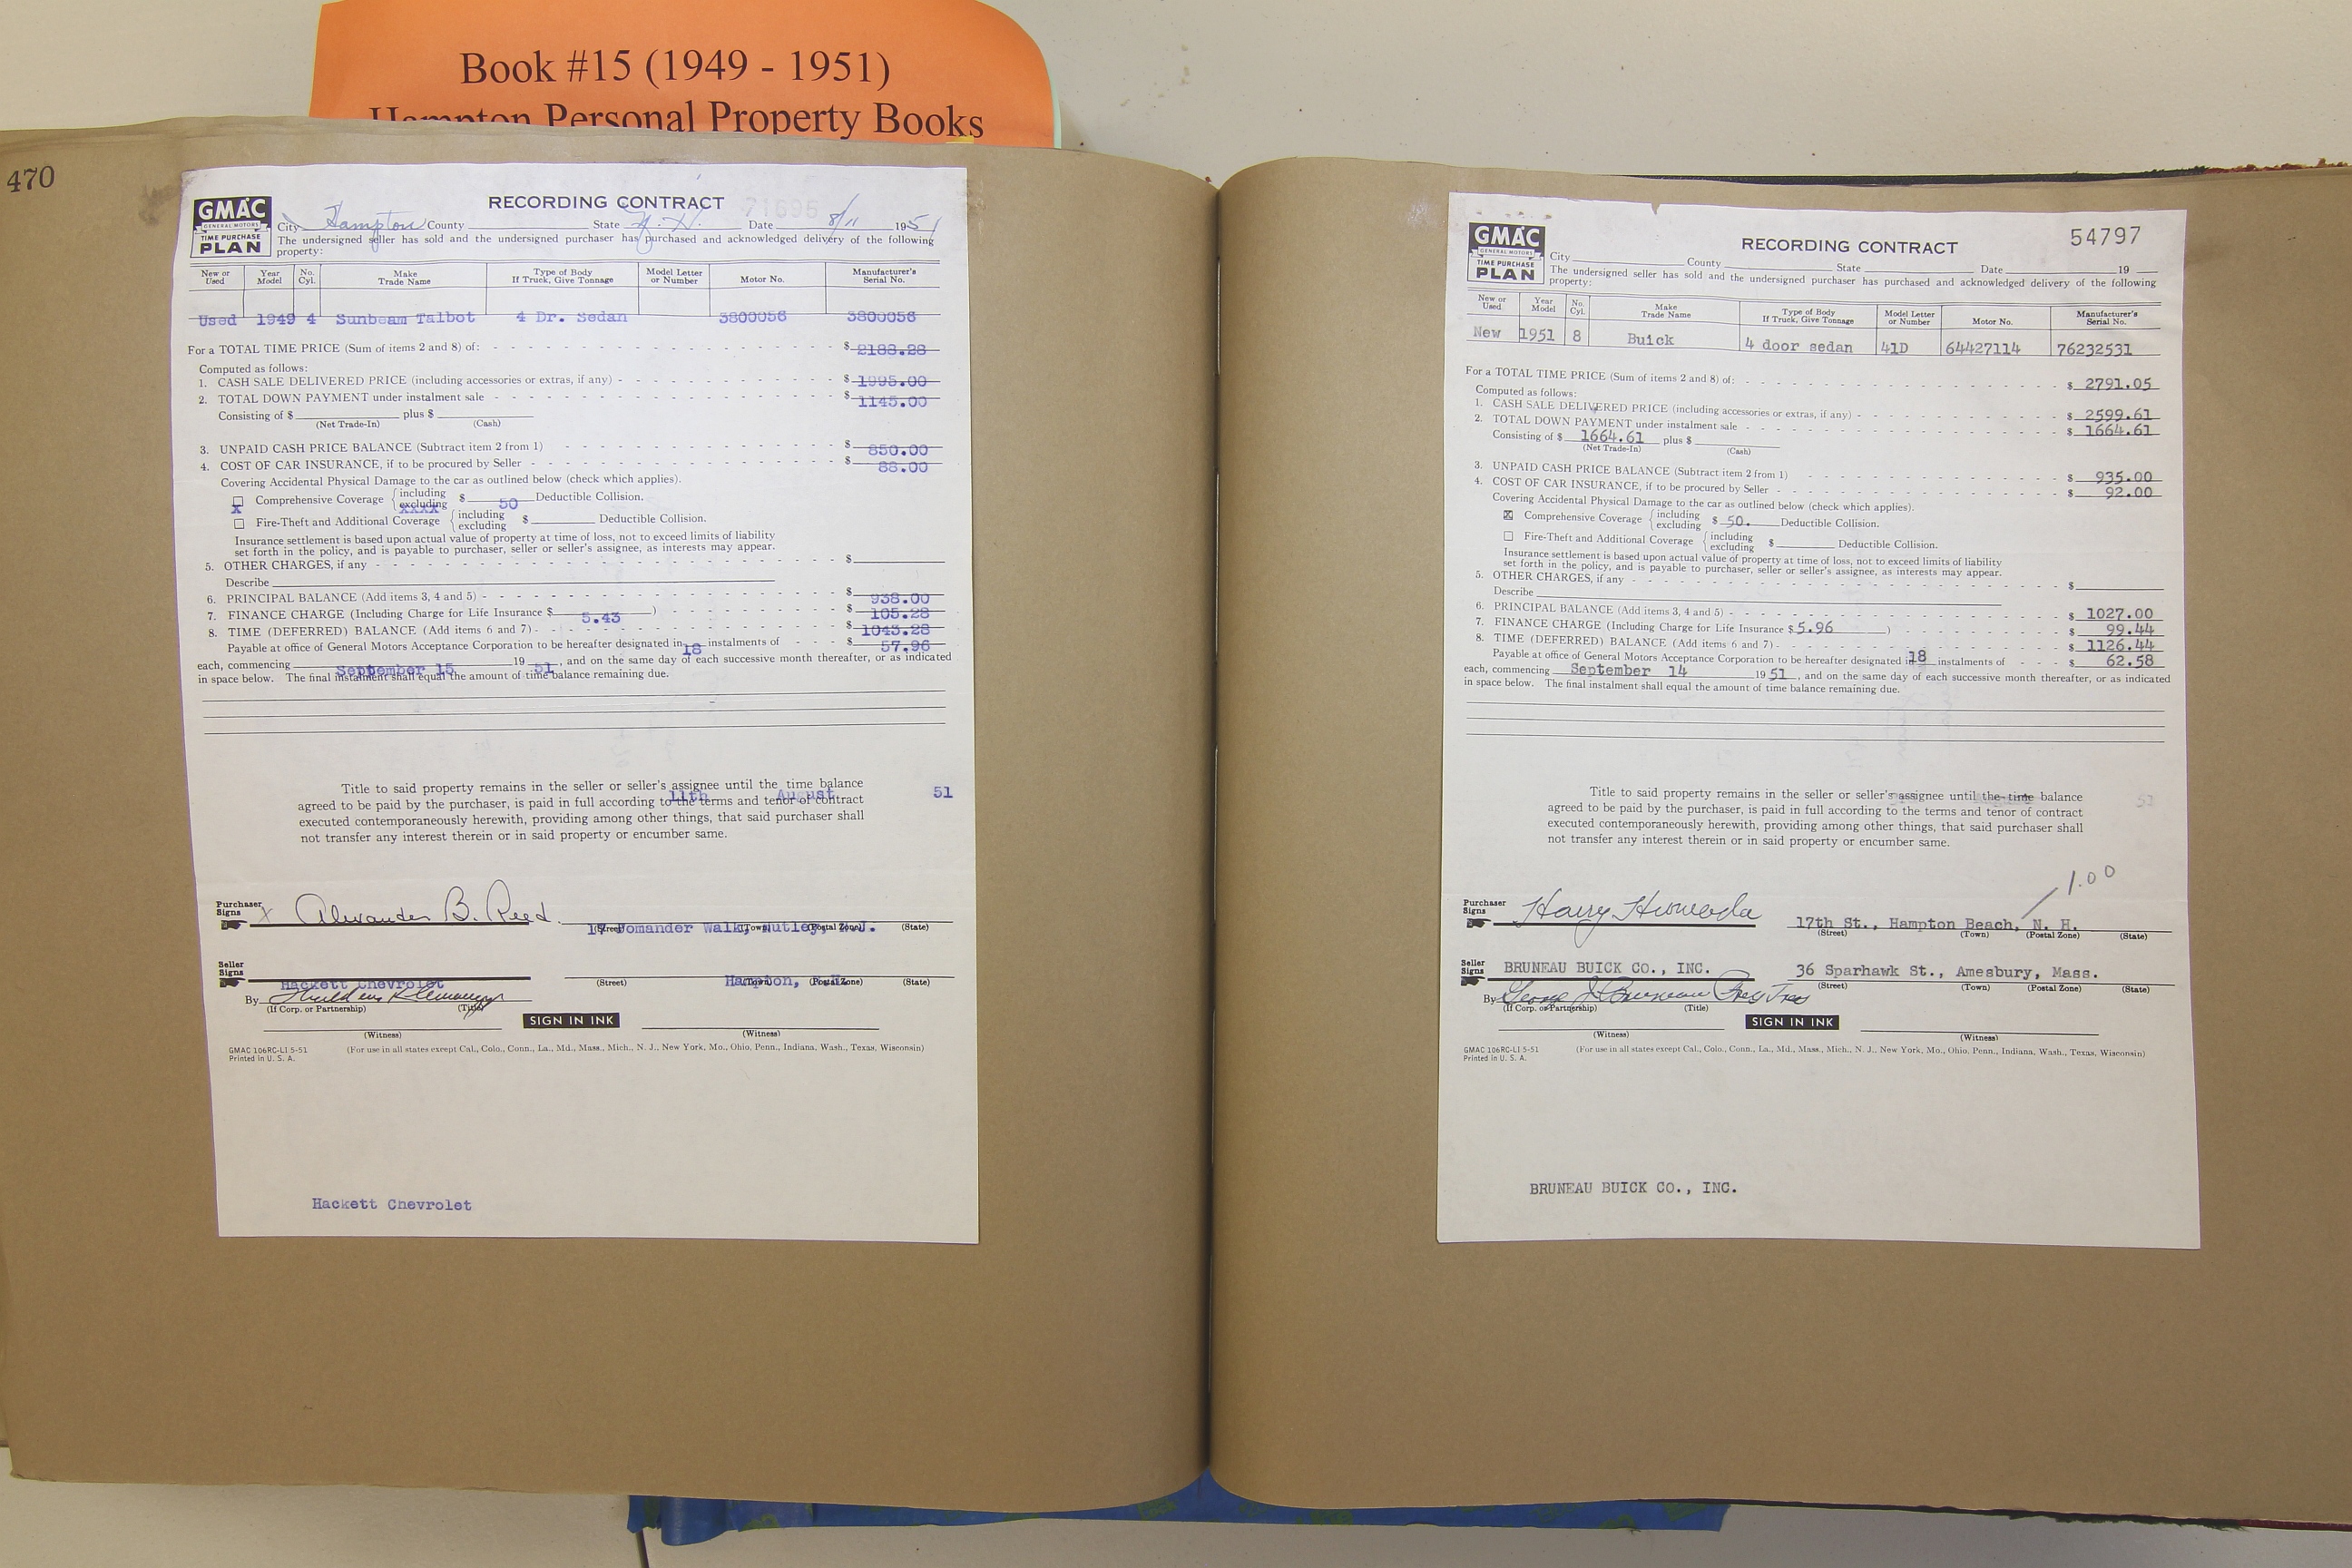 Book #15 (1949 - 1951)
Hampton Personal Property Books
470
GMAC
GENERAL MOTORS
TIME PURCHASE
PLAN
RECORDING CONTRACT 71695
City Hampton County State N. H. Date 8/11 1951
The undersigned seller has sold and the undersigned purchaser has purchased and acknowledged delivery of the following
property:
New or Used Year Model No. Cyl. Make Trade Name Type of Body If Truck, Give Tonnage Model Letter or Number Motor No. Manufacturer's Serial No.
Used 1949 4 Sunbeam Talbot 4 Dr. Sedan 3800056 3800056
For a TOTAL TIME PRICE (Sum of items 2 and 8) of: $ 2188.28
Computed as follows:
1. CASH SALE DELIVERED PRICE (including accessories or extras, if any) $ 1995.00
2. TOTAL DOWN PAYMENT under instalment sale $ 1145.00
Consisting of $ plus $
(Net Trade-In) (Cash)
3. UNPAID CASH PRICE BALANCE (Subtract item 2 from 1) $ 850.00
4. COST OF CAR INSURANCE, if to be procured by Seller $ 88.00
Covering Accidental Physical Damage to the car as outlined below (check which applies).
X Comprehensive Coverage {including excluding xxxx $ 50 Deductible Collision.
Fire-Theft and Additional Coverage {including excluding $ Deductible Collision.
Insurance settlement is based upon actual value of property at time of loss, not to exceed limits of liability
set forth in the policy, and is payable to purchaser, seller or seller's assignee, as interests may appear.
5. OTHER CHARGES, if any $
Describe
6. PRINCIPAL BALANCE (Add items 3, 4 and 5) $ 938.00
7. FINANCE CHARGE (Including Charge for Life Insurance $ 5.43 ) $ 105.28
8. TIME (DEFERRED) BALANCE (Add items 6 and 7) $ 1043.28
Payable at office of General Motors Acceptance Corporation to be hereafter designated in 18 instalments of $ 57.96
each, commencing September 15 19 51, and on the same day of each successive month thereafter, or as indicated
in space below. The final instalment shall equal the amount of time balance remaining due.
Title to said property remains in the seller or seller's assignee until the time balance
11th August 51
agreed to be paid by the purchaser, is paid in full according to the terms and tenor of contract
executed contemporaneously herewith, providing among other things, that said purchaser shall
not transfer any interest therein or in said property or encumber same.
Purchaser Signs X Alexander B. Reed
17 Pomander Walk, Nutley, N.J.
(Street) (Town) (Postal Zone) (State)
Seller Signs
Hackett Chevrolet Hampton, N.H.
(Street) (Town) (Postal Zone) (State)
By
(If Corp. or Partnership) (Title)
SIGN IN INK
(Witness) (Witness)
GMAC 106RC-LI 5-51
Printed in U. S. A.
(For use in all states except Cal., Colo., Conn., La., Md., Mass., Mich., N. J., New York, Mo., Ohio, Penn., Indiana, Wash., Texas, Wisconsin)
Hackett Chevrolet
GMAC
GENERAL MOTORS
TIME PURCHASE
PLAN
RECORDING CONTRACT 54797
City County State Date 19
The undersigned seller has sold and the undersigned purchaser has purchased and acknowledged delivery of the following
property:
New or Used Year Model No. Cyl. Make Trade Name Type of Body If Truck, Give Tonnage Model Letter or Number Motor No. Manufacturer's Serial No.
New 1951 8 Buick 4 door sedan 41D 64427114 76232531
For a TOTAL TIME PRICE (Sum of items 2 and 8) of: $ 2791.05
Computed as follows:
1. CASH SALE DELIVERED PRICE (including accessories or extras, if any) $ 2599.61
2. TOTAL DOWN PAYMENT under instalment sale $ 1664.61
Consisting of $ 1664.61 plus $
(Net Trade-In) (Cash)
3. UNPAID CASH PRICE BALANCE (Subtract item 2 from 1) $ 935.00
4. COST OF CAR INSURANCE, if to be procured by Seller $ 92.00
Covering Accidental Physical Damage to the car as outlined below (check which applies).
X Comprehensive Coverage {including excluding $ 50. Deductible Collision.
Fire-Theft and Additional Coverage {including excluding $ Deductible Collision.
Insurance settlement is based upon actual value of property at time of loss, not to exceed limits of liability
set forth in the policy, and is payable to purchaser, seller or seller's assignee, as interests may appear.
5. OTHER CHARGES, if any $
Describe
6. PRINCIPAL BALANCE (Add items 3, 4 and 5) $ 1027.00
7. FINANCE CHARGE (Including Charge for Life Insurance $ 5.96 ) $ 99.44
8. TIME (DEFERRED) BALANCE (Add items 6 and 7) $ 1126.44
Payable at office of General Motors Acceptance Corporation to be hereafter designated in 18 instalments of $ 62.58
each, commencing September 14 19 51, and on the same day of each successive month thereafter, or as indicated
in space below. The final instalment shall equal the amount of time balance remaining due.
Title to said property remains in the seller or seller's assignee until the time balance
agreed to be paid by the purchaser, is paid in full according to the terms and tenor of contract
executed contemporaneously herewith, providing among other things, that said purchaser shall
not transfer any interest therein or in said property or encumber same.
1.00
Purchaser Signs Harry
17th St., Hampton Beach, N. H.
(Street) (Town) (Postal Zone) (State)
Seller Signs BRUNEAU BUICK CO., INC. 36 Sparhawk St., Amesbury, Mass.
(Street) (Town) (Postal Zone) (State)
By George J Bruneau Pres Treas
(If Corp. or Partnership) (Title)
SIGN IN INK
(Witness) (Witness)
GMAC 106RC-LI 5-51
Printed in U. S. A.
(For use in all states except Cal., Colo., Conn., La., Md., Mass., Mich., N. J., New York, Mo., Ohio, Penn., Indiana, Wash., Texas, Wisconsin)
BRUNEAU BUICK CO., INC.